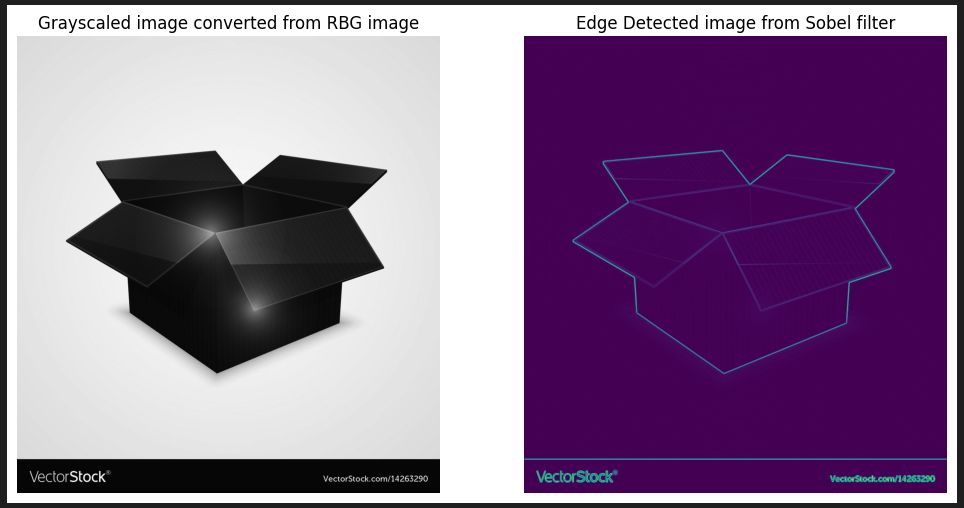 Grayscaled image converted from RBG image
Edge Detected image from Sobel filter
VectorStock®
VectorStock.com/14263290
VectorStock®
VectorStock.com/14263290